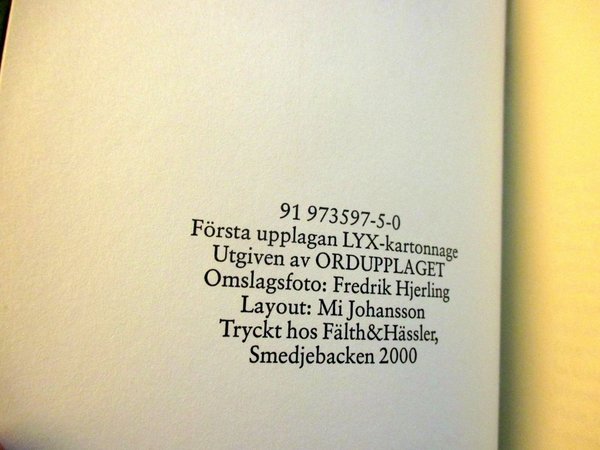 91 973597-5-0
Första upplagan LYX-kartonnage
Utgiven av ORDUPPLAGET
Omslagsfoto: Fredrik Hjerling
Layout: Mi Johansson
Tryckt hos Fälth&Hässler,
Smedjebacken 2000